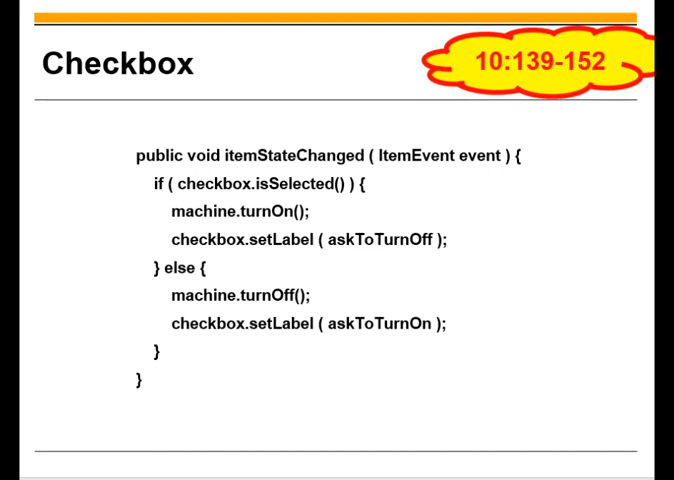 Checkbox
10:139-152
public void itemStateChanged ( ItemEvent event ) {
if ( checkbox.isSelected() ) {
machine.turnOn();
checkbox.setLabel ( askToTurnOff );
} else {
machine.turnOff();
checkbox.setLabel ( askToTurnOn );
}
}